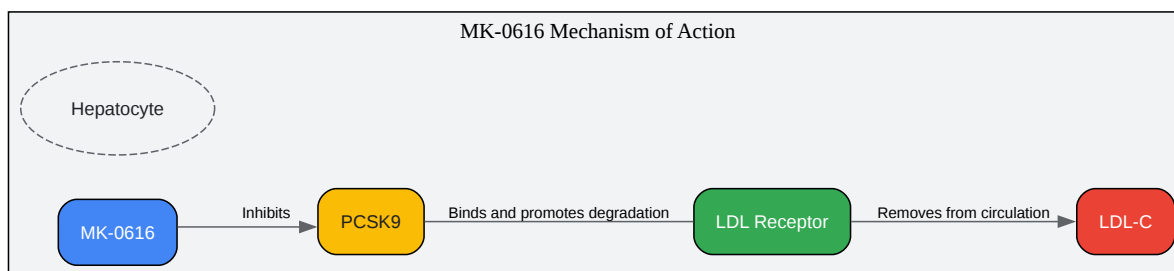 MK-0616 Mechanism of Action
Hepatocyte
MK-0616
Inhibits
PCSK9
Binds and promotes degradation
LDL Receptor
Removes from circulation
LDL-C